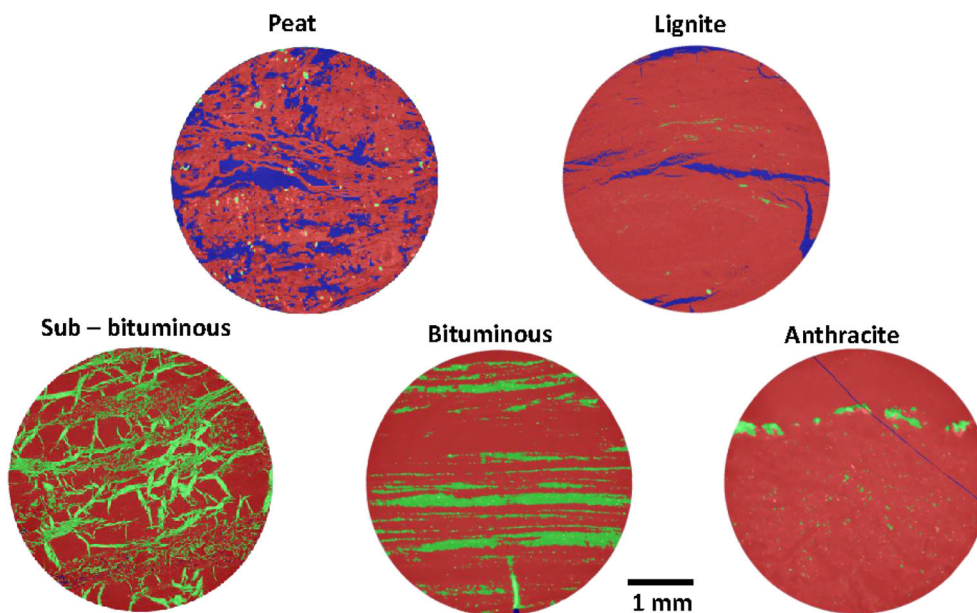 Peat
Lignite
Sub – bituminous
Bituminous
Anthracite
1 mm